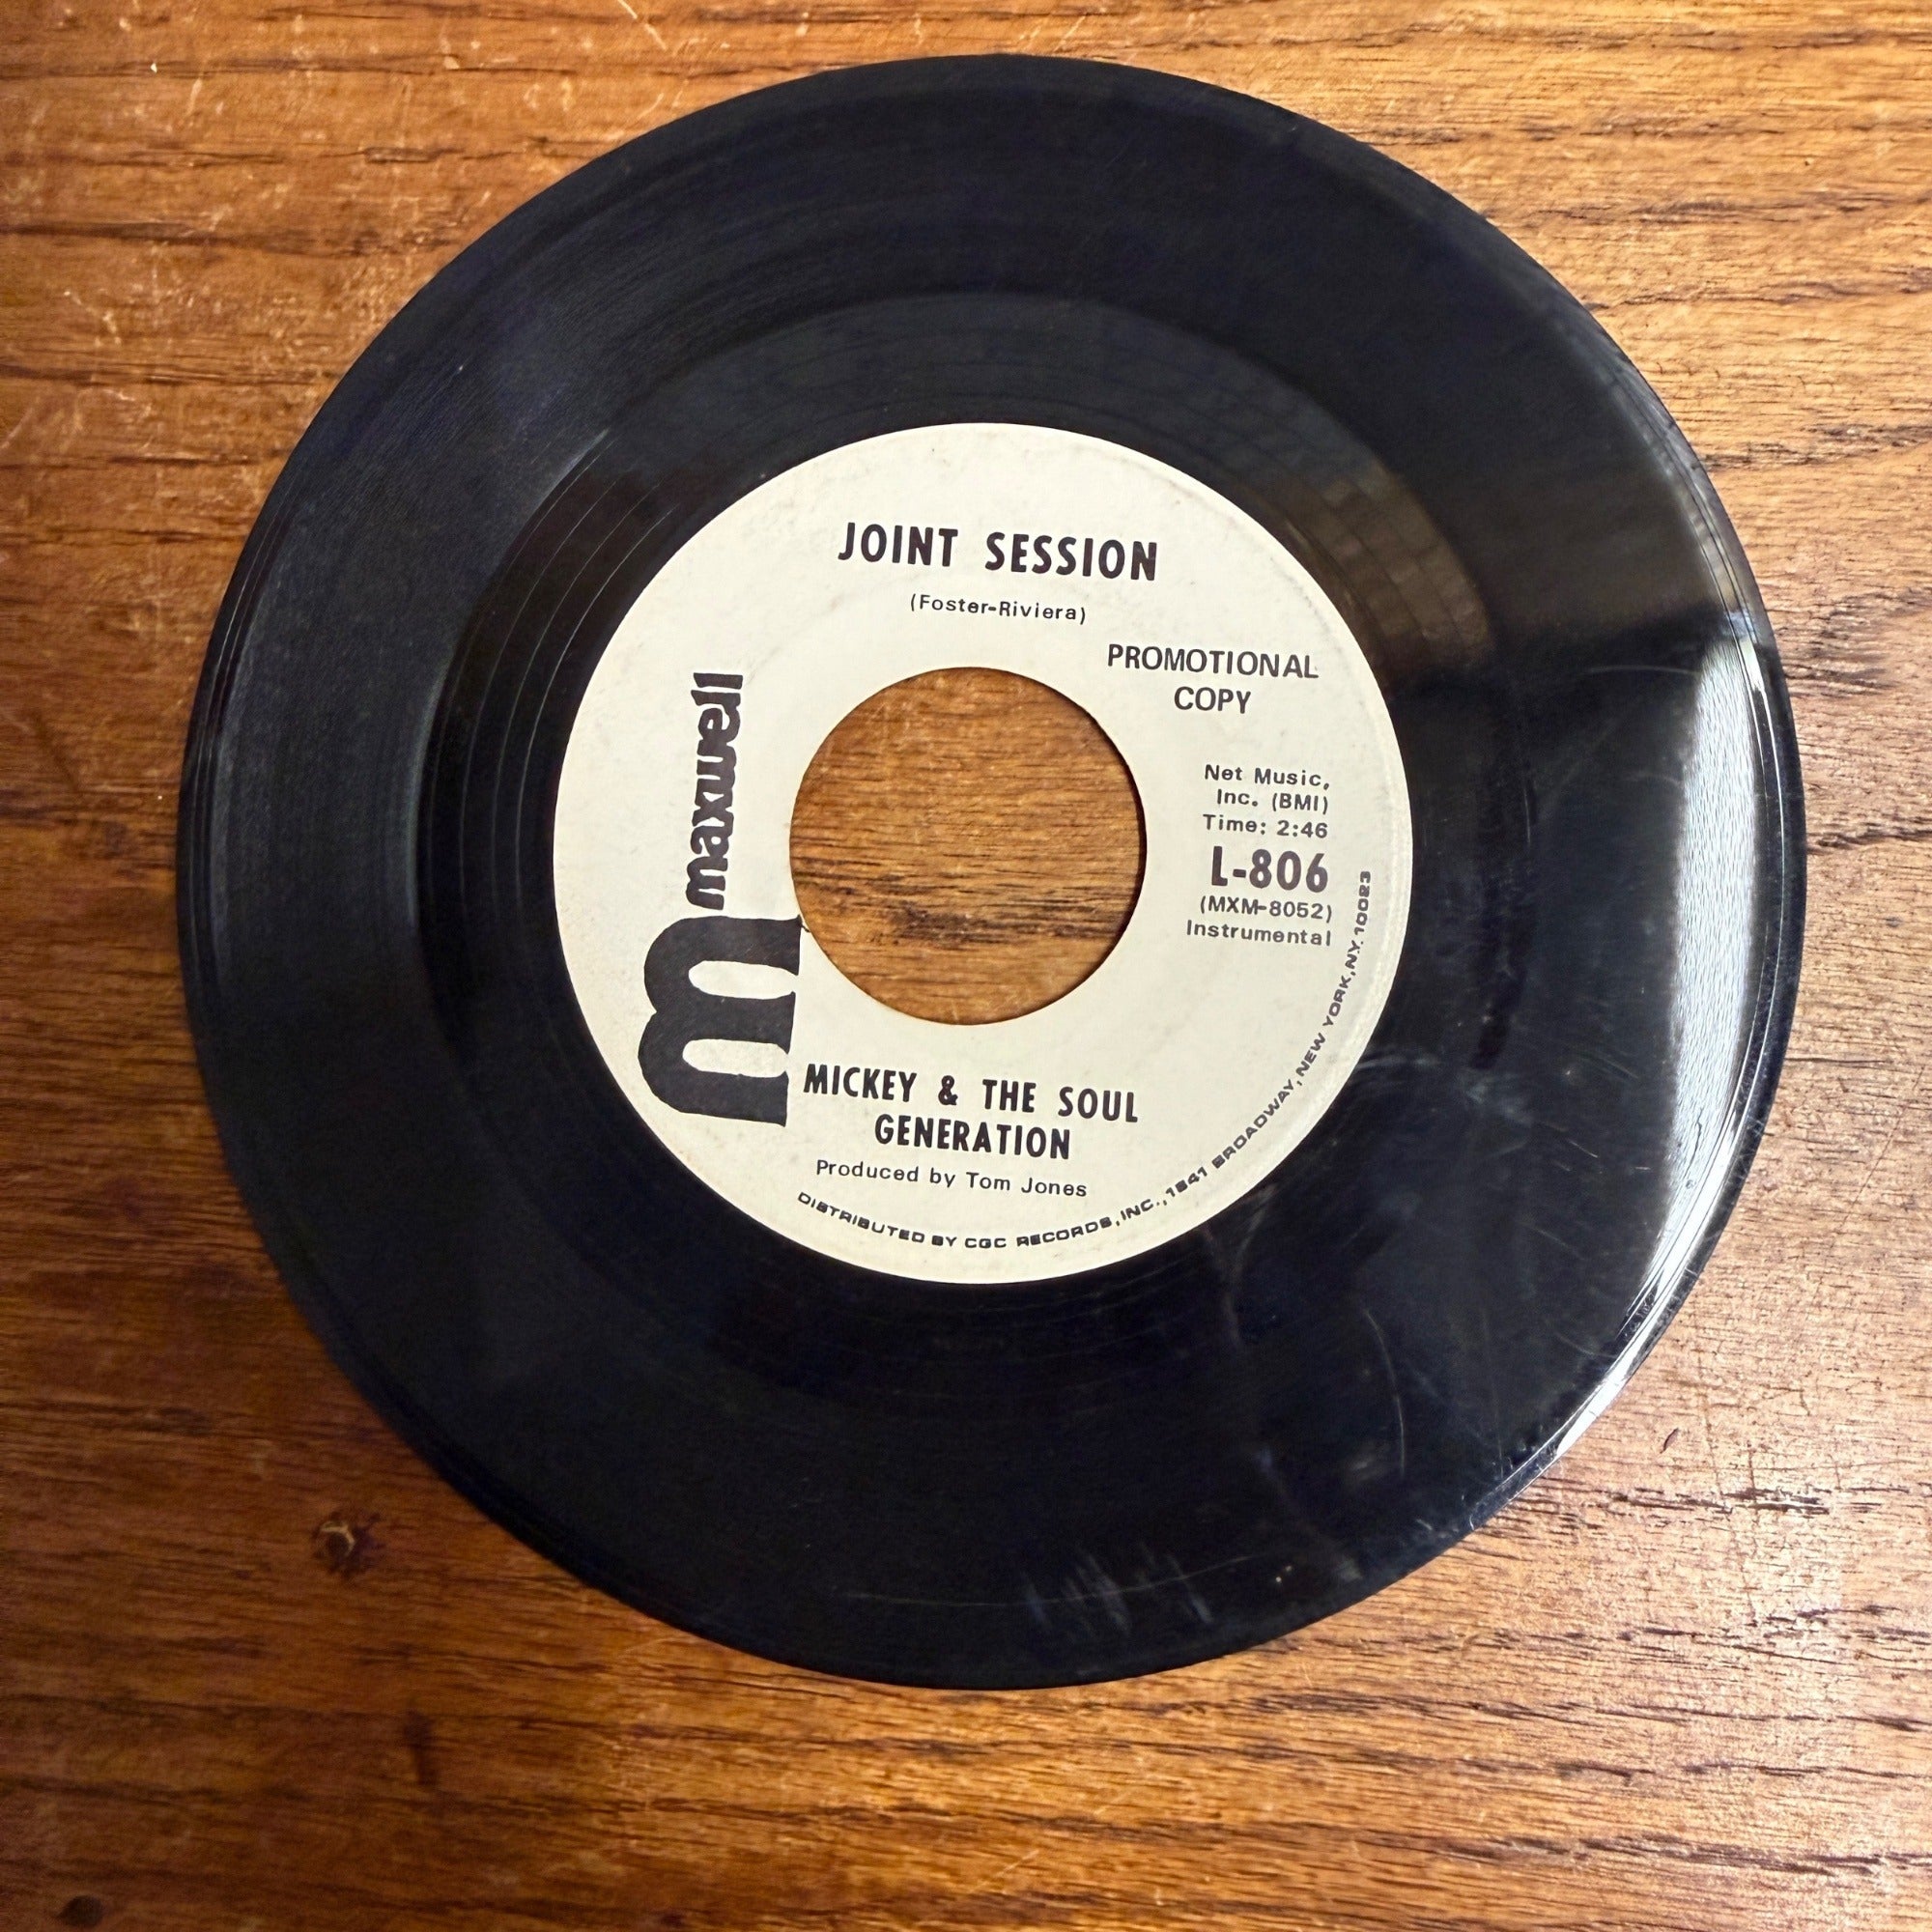 JOINT SESSION
(Foster-Riviera)
PROMOTIONAL
COPY
maxwell
m
Net Music,
Inc. (BMI)
Time: 2:46
L-806
(MXM-8052)
Instrumental
MICKEY & THE SOUL
GENERATION
Produced by Tom Jones
DISTRIBUTED BY CGC RECORDS, INC., 1841 BROADWAY, NEW YORK, N.Y. 10023